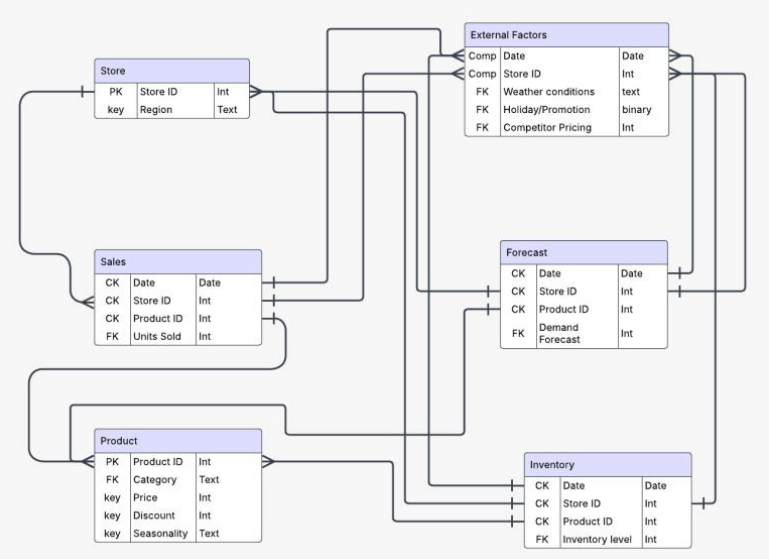 External Factors
Comp Date Date
Comp Store ID Int
FK Weather conditions text
FK Holiday/Promotion binary
FK Competitor Pricing Int
Store
PK Store ID Int
key Region Text
Sales
CK Date Date
CK Store ID Int
CK Product ID Int
FK Units Sold Int
Forecast
CK Date Date
CK Store ID Int
CK Product ID Int
FK Demand Int
Forecast
Product
PK Product ID Int
FK Category Text
key Price Int
key Discount Int
key Seasonality Text
Inventory
CK Date Date
CK Store ID Int
CK Product ID Int
FK Inventory level Int